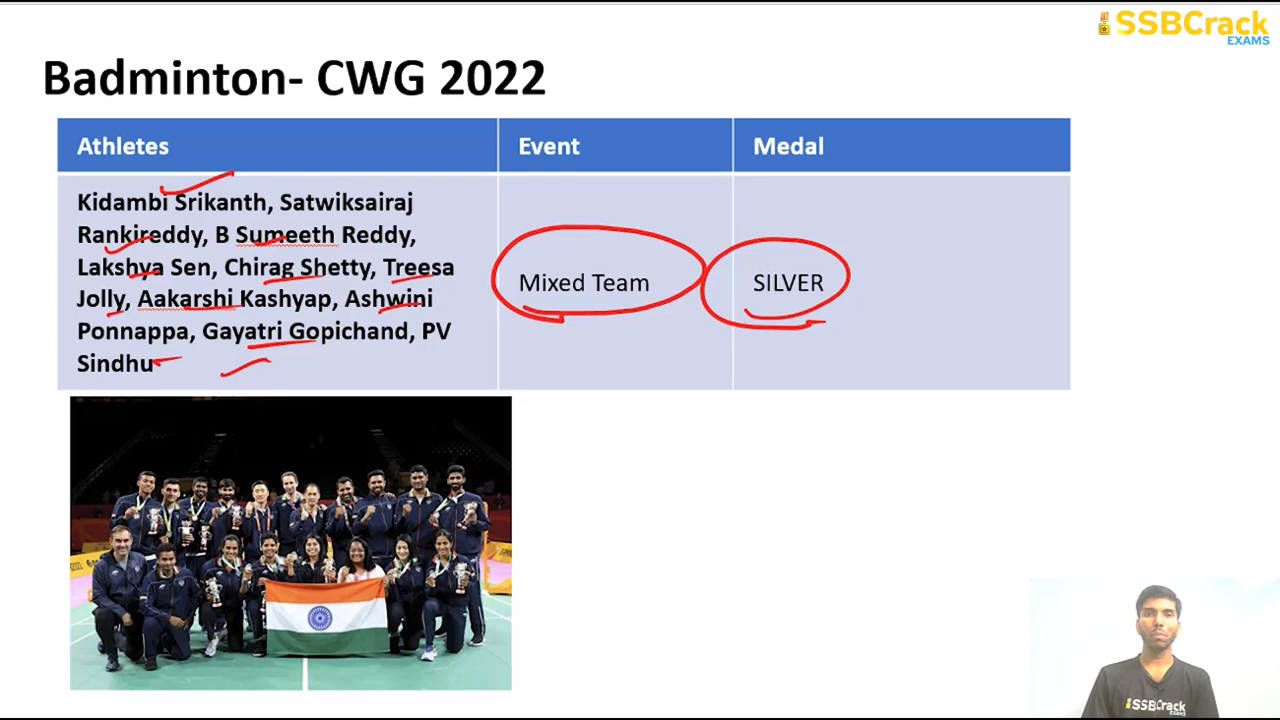 SSBCrack
EXAMS
Badminton- CWG 2022
Athletes
Event
Medal
Kidambi Srikanth, Satwiksairaj
Rankireddy, B Sumeeth Reddy,
Lakshya Sen, Chirag Shetty, Treesa
Jolly, Aakarshi Kashyap, Ashwini
Ponnappa, Gayatri Gopichand, PV
Sindhu
Mixed Team
SILVER
SSBCrack
EXAMS